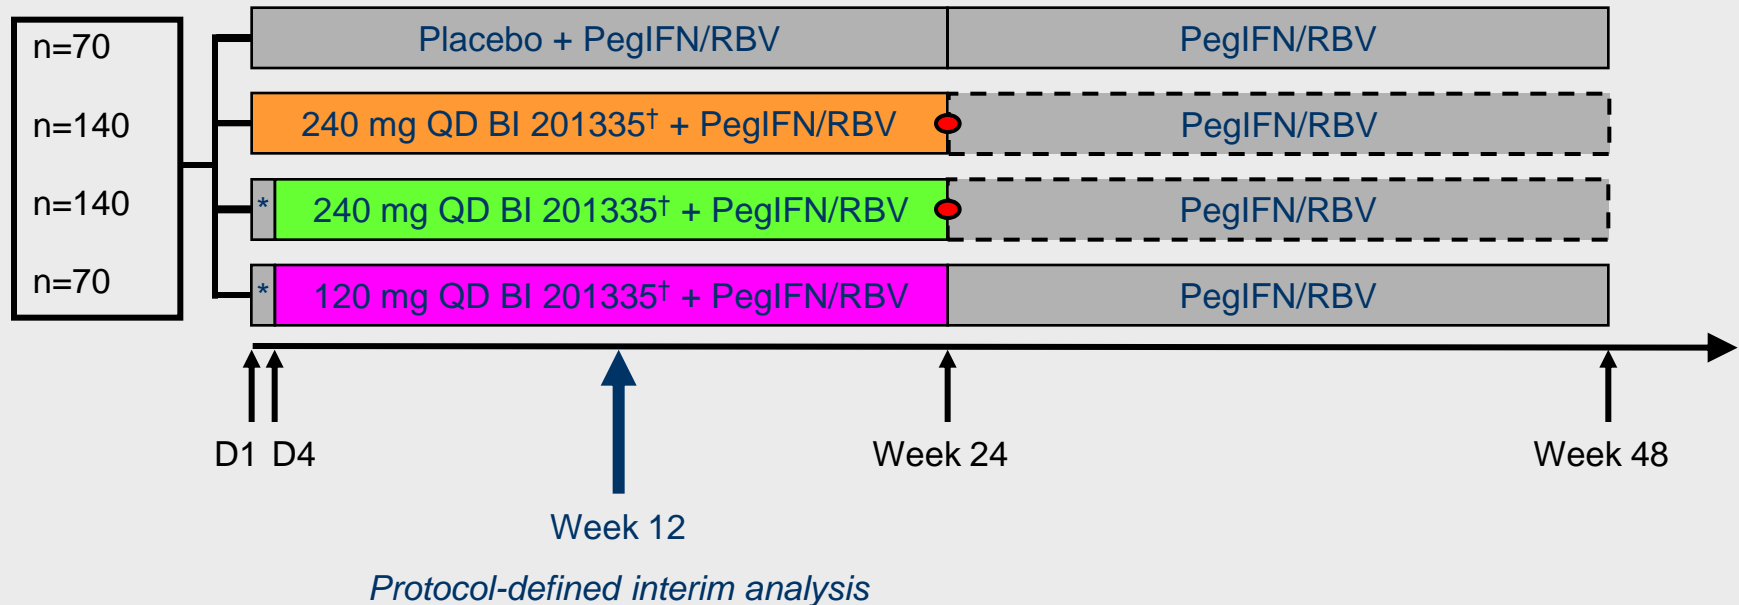 n=70
Placebo + PegIFN/RBV PegIFN/RBV
n=140
240 mg QD BI 201335† + PegIFN/RBV PegIFN/RBV
n=140
* 240 mg QD BI 201335† + PegIFN/RBV PegIFN/RBV
n=70
* 120 mg QD BI 201335† + PegIFN/RBV PegIFN/RBV
D1 D4 Week 24 Week 48
Week 12
Protocol-defined interim analysis